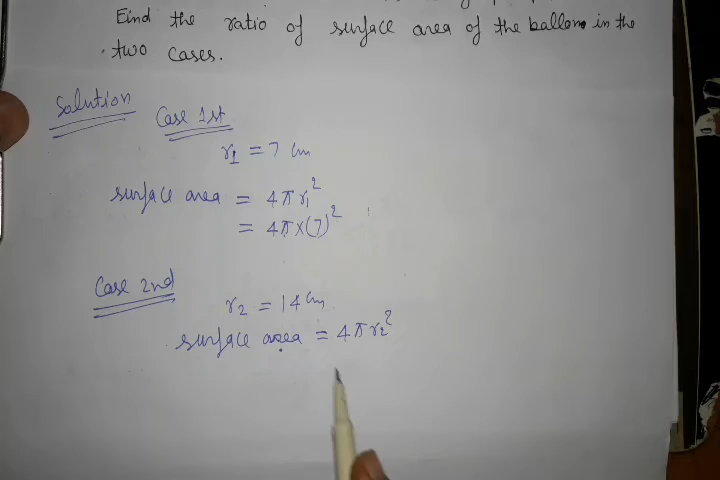 Find the ratio of surface area of the ballon in the
two cases.
Solution
Case 1st
r1 = 7 cm
surface area = 4πr1²
= 4π×(7)²
Case 2nd
r2 = 14 cm
surface area = 4πr2²